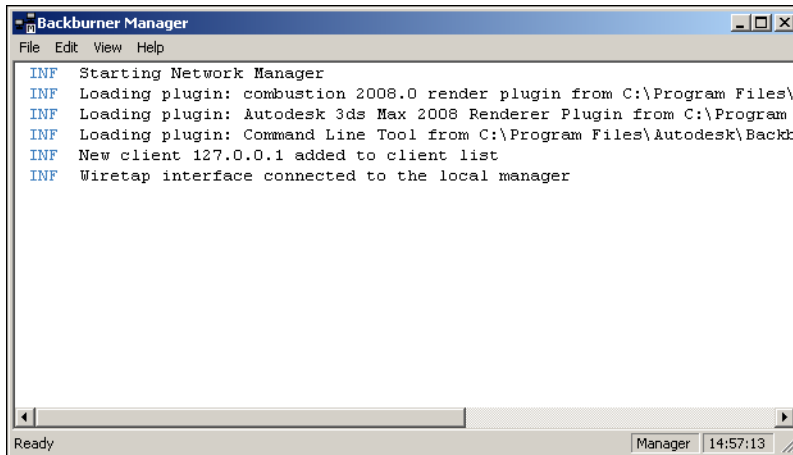 Backburner Manager
File Edit View Help
INF Starting Network Manager
INF Loading plugin: combustion 2008.0 render plugin from C:\Program Files\
INF Loading plugin: Autodesk 3ds Max 2008 Renderer Plugin from C:\Program
INF Loading plugin: Command Line Tool from C:\Program Files\Autodesk\Backb
INF New client 127.0.0.1 added to client list
INF Wiretap interface connected to the local manager
Ready Manager 14:57:13